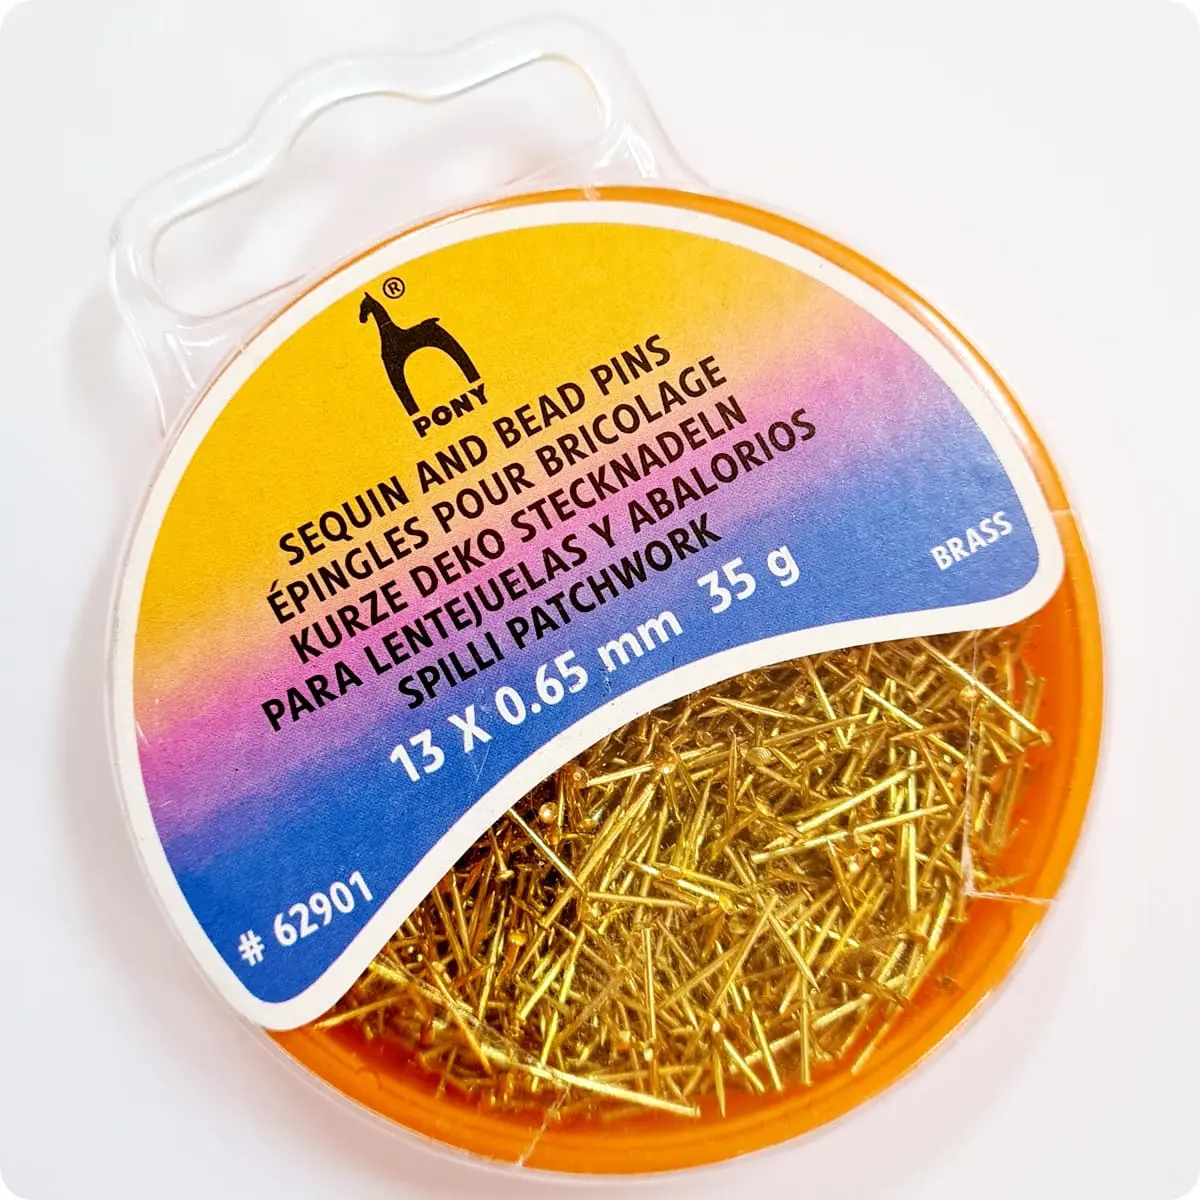 ®
PONY
SEQUIN AND BEAD PINS
ÉPINGLES POUR BRICOLAGE
KURZE DEKO STECKNADELN
PARA LENTEJUELAS Y ABALORIOS
SPILLI PATCHWORK
13 X 0.65 mm 35 g
BRASS
# 62901